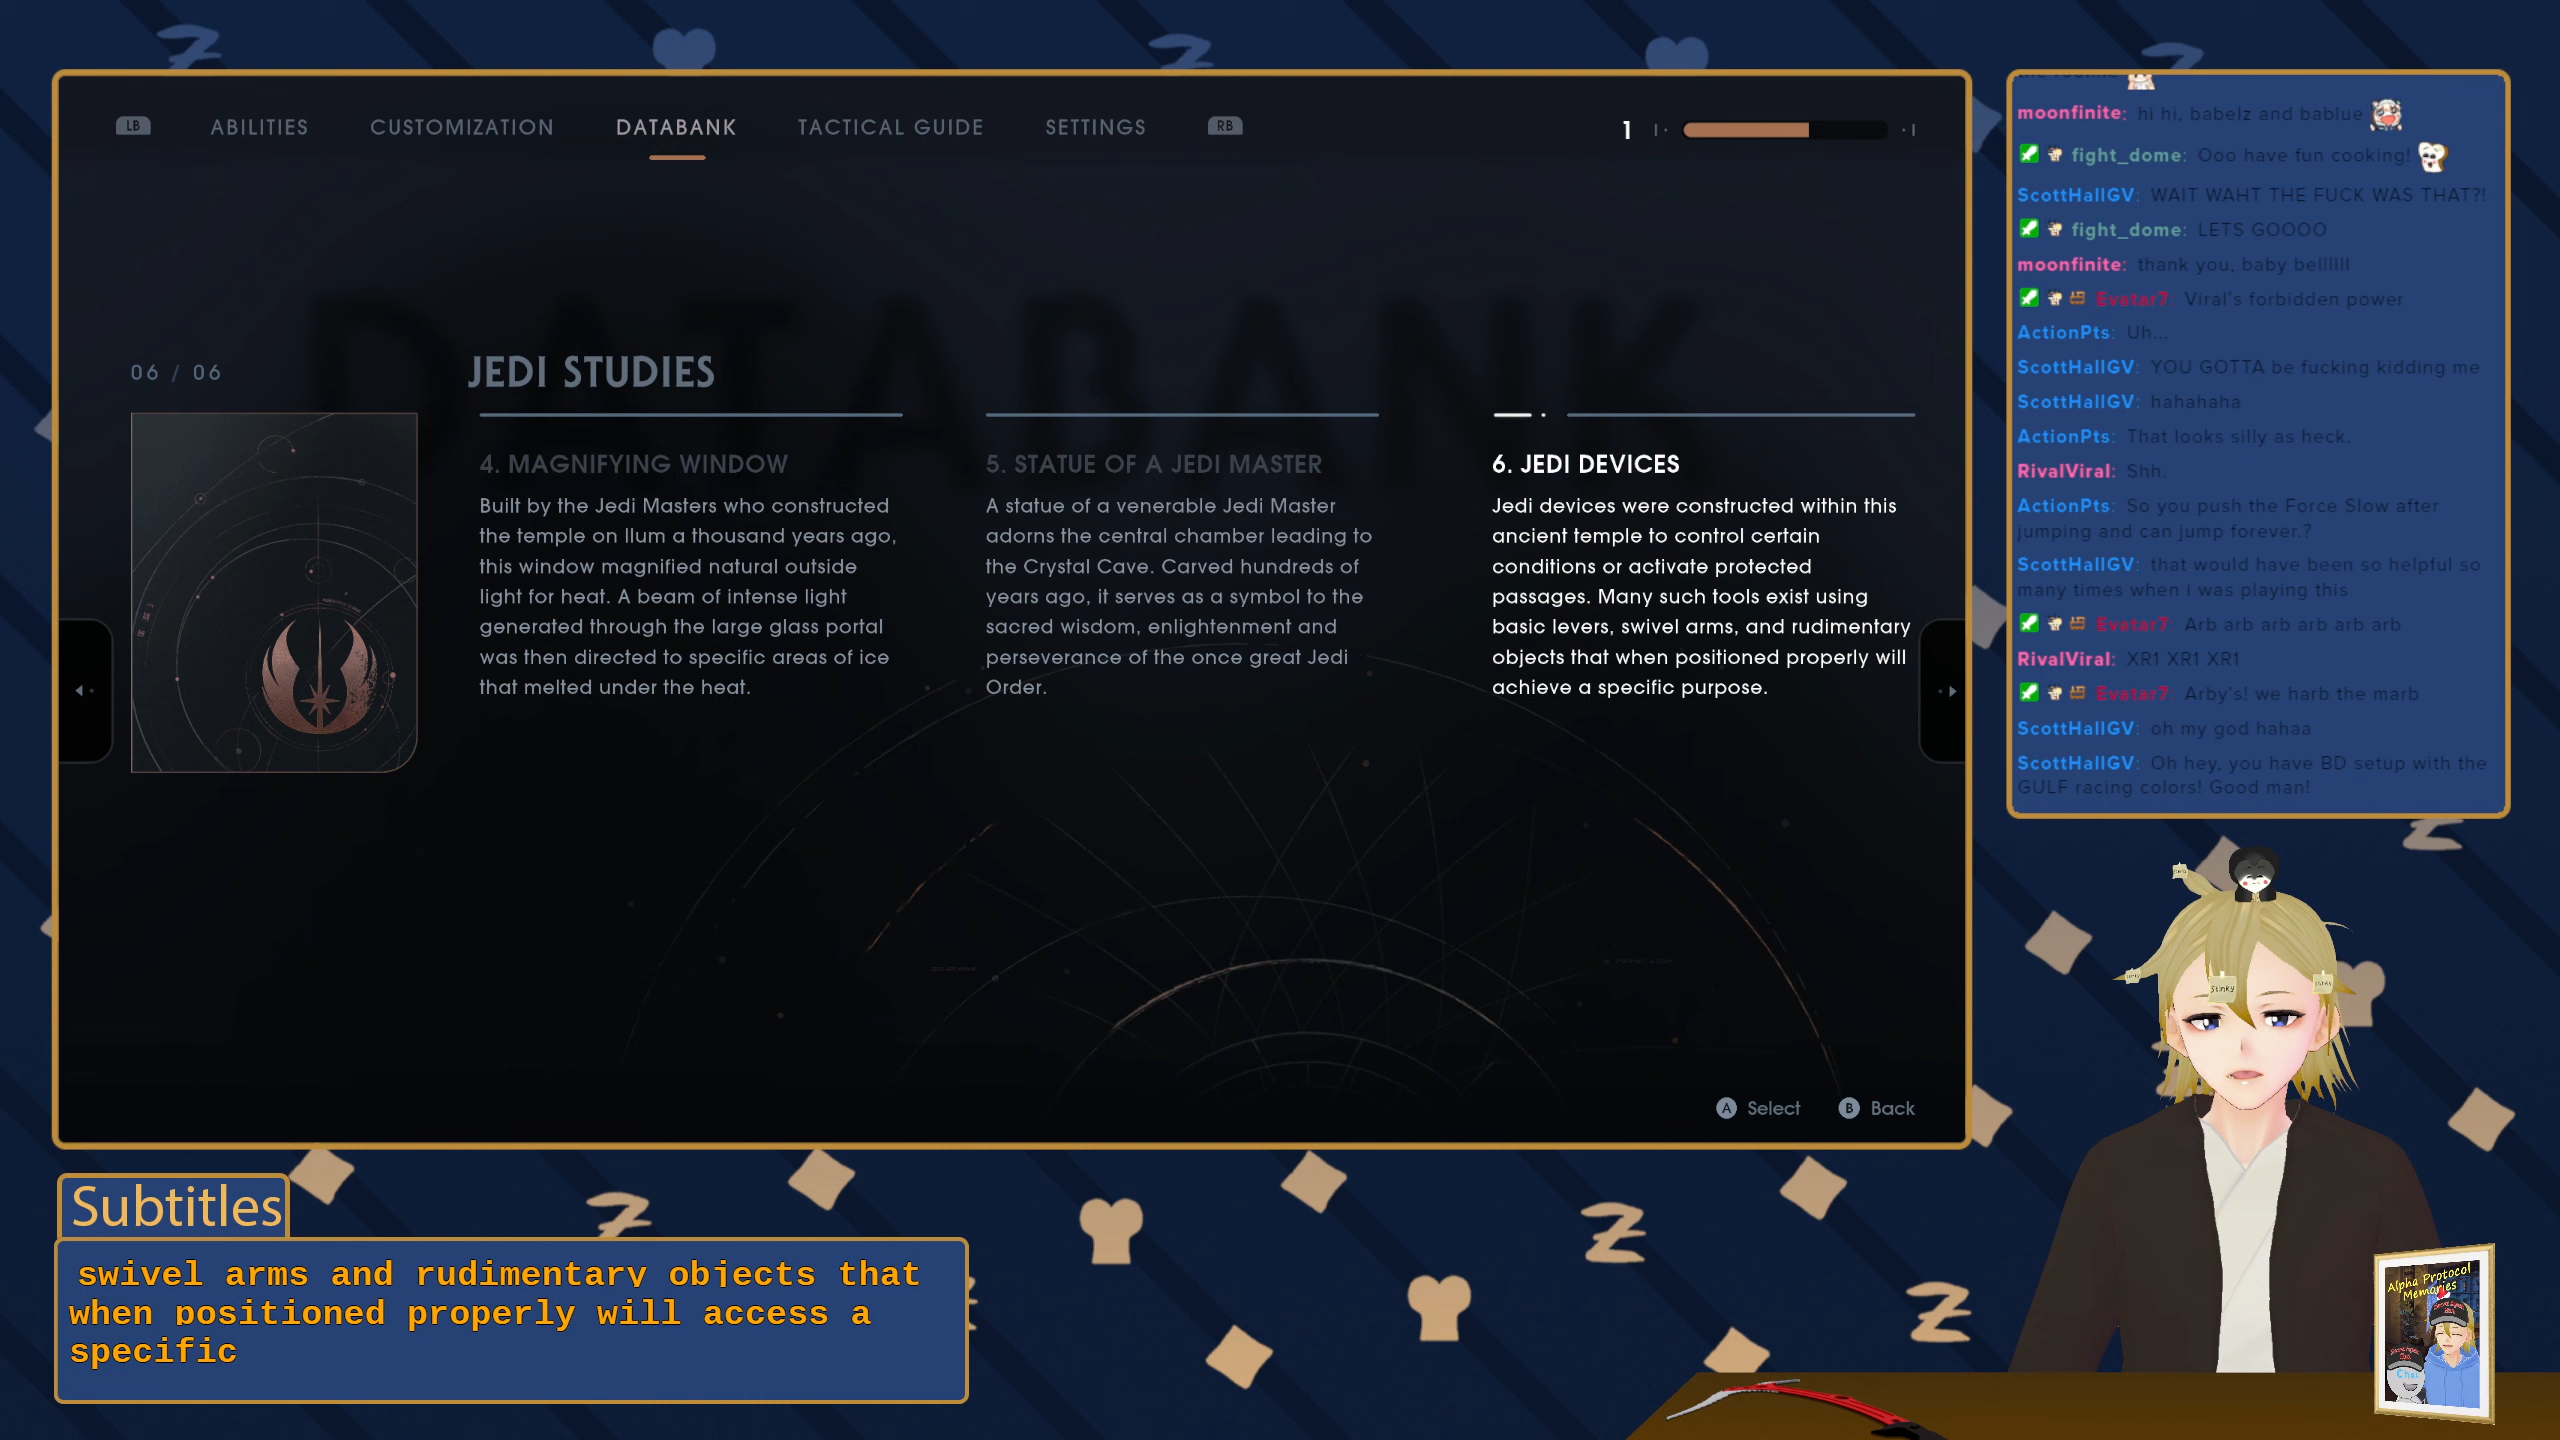 LB ABILITIES CUSTOMIZATION DATABANK TACTICAL GUIDE SETTINGS RB 1
DATABANK
06 / 06
JEDI STUDIES
4. MAGNIFYING WINDOW
Built by the Jedi Masters who constructed
the temple on Ilum a thousand years ago,
this window magnified natural outside
light for heat. A beam of intense light
generated through the large glass portal
was then directed to specific areas of ice
that melted under the heat.
5. STATUE OF A JEDI MASTER
A statue of a venerable Jedi Master
adorns the central chamber leading to
the Crystal Cave. Carved hundreds of
years ago, it serves as a symbol to the
sacred wisdom, enlightenment and
perseverance of the once great Jedi
Order.
6. JEDI DEVICES
Jedi devices were constructed within this
ancient temple to control certain
conditions or activate protected
passages. Many such tools exist using
basic levers, swivel arms, and rudimentary
objects that when positioned properly will
achieve a specific purpose.
A Select B Back
moonfinite: hi hi, babelz and bablue
fight_dome: Ooo have fun cooking!
ScottHallGV: WAIT WAHT THE FUCK WAS THAT?!
fight_dome: LETS GOOOO
moonfinite: thank you, baby bellllll
Evatar7: Viral's forbidden power
ActionPts: Uh...
ScottHallGV: YOU GOTTA be fucking kidding me
ScottHallGV: hahahaha
ActionPts: That looks silly as heck.
RivalViral: Shh.
ActionPts: So you push the Force Slow after
jumping and can jump forever.?
ScottHallGV: that would have been so helpful so
many times when i was playing this
Evatar7: Arb arb arb arb arb arb
RivalViral: XR1 XR1 XR1
Evatar7: Arby's! we harb the marb
ScottHallGV: oh my god hahaa
ScottHallGV: Oh hey, you have BD setup with the
GULF racing colors! Good man!
Stinky
Subtitles
swivel arms and rudimentary objects that
when positioned properly will access a
specific
Alpha Protocol
Memories
Chat